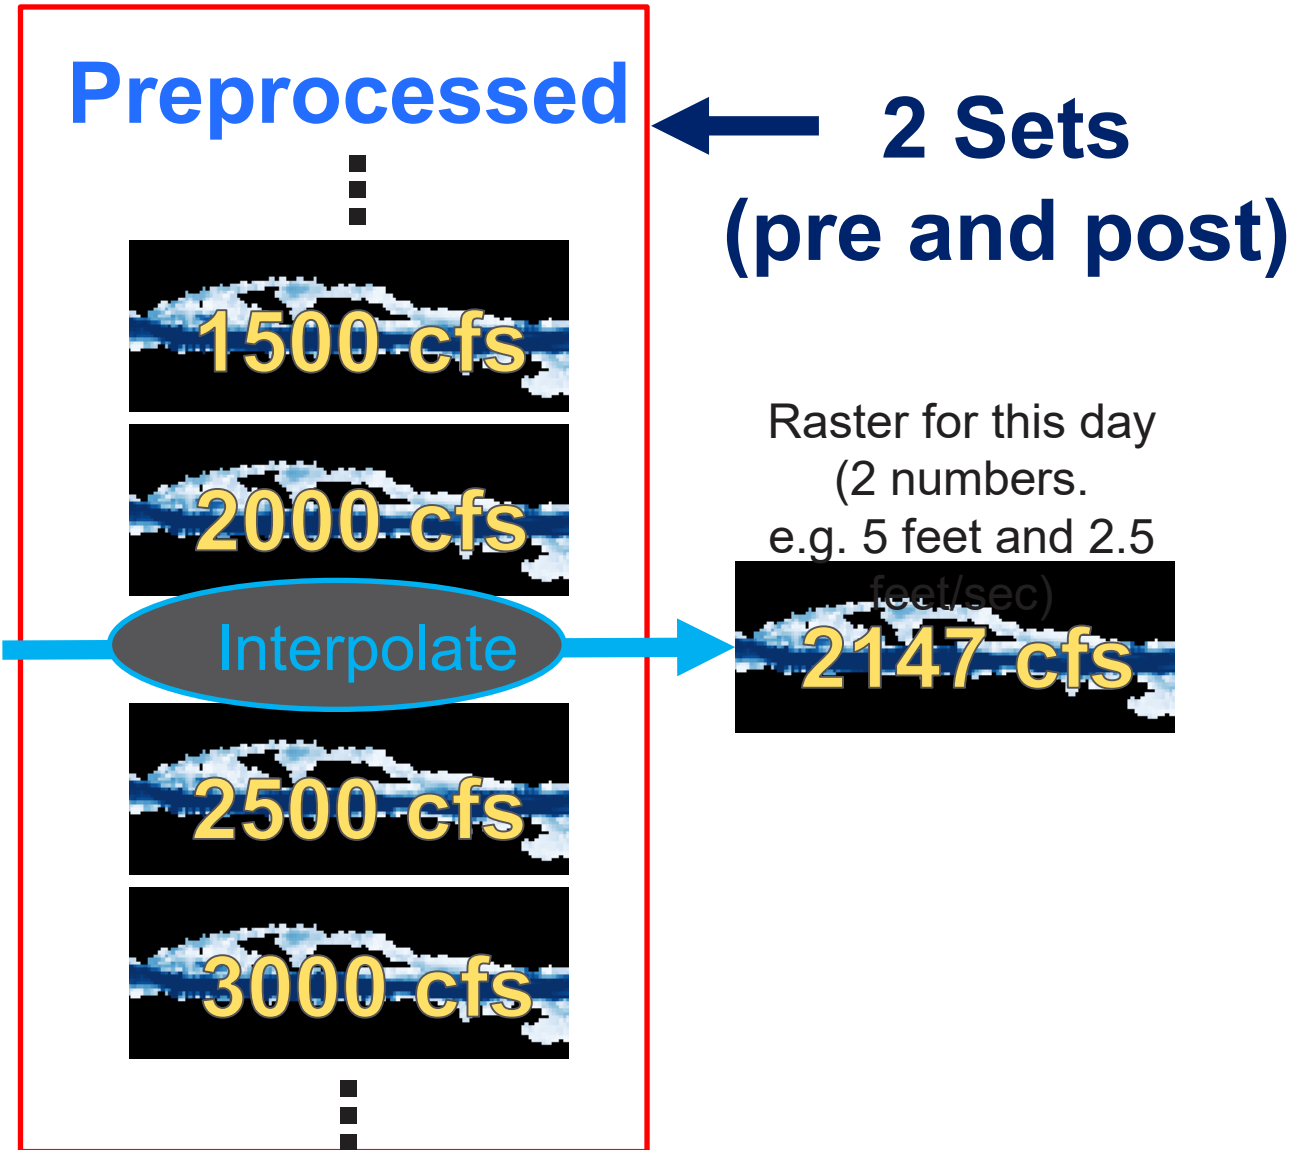 Preprocessed
2 Sets
(pre and post)
1500 cfs
2000 cfs
Interpolate
2500 cfs
3000 cfs
Raster for this day
(2 numbers.
e.g. 5 feet and 2.5
feet/sec)
2147 cfs